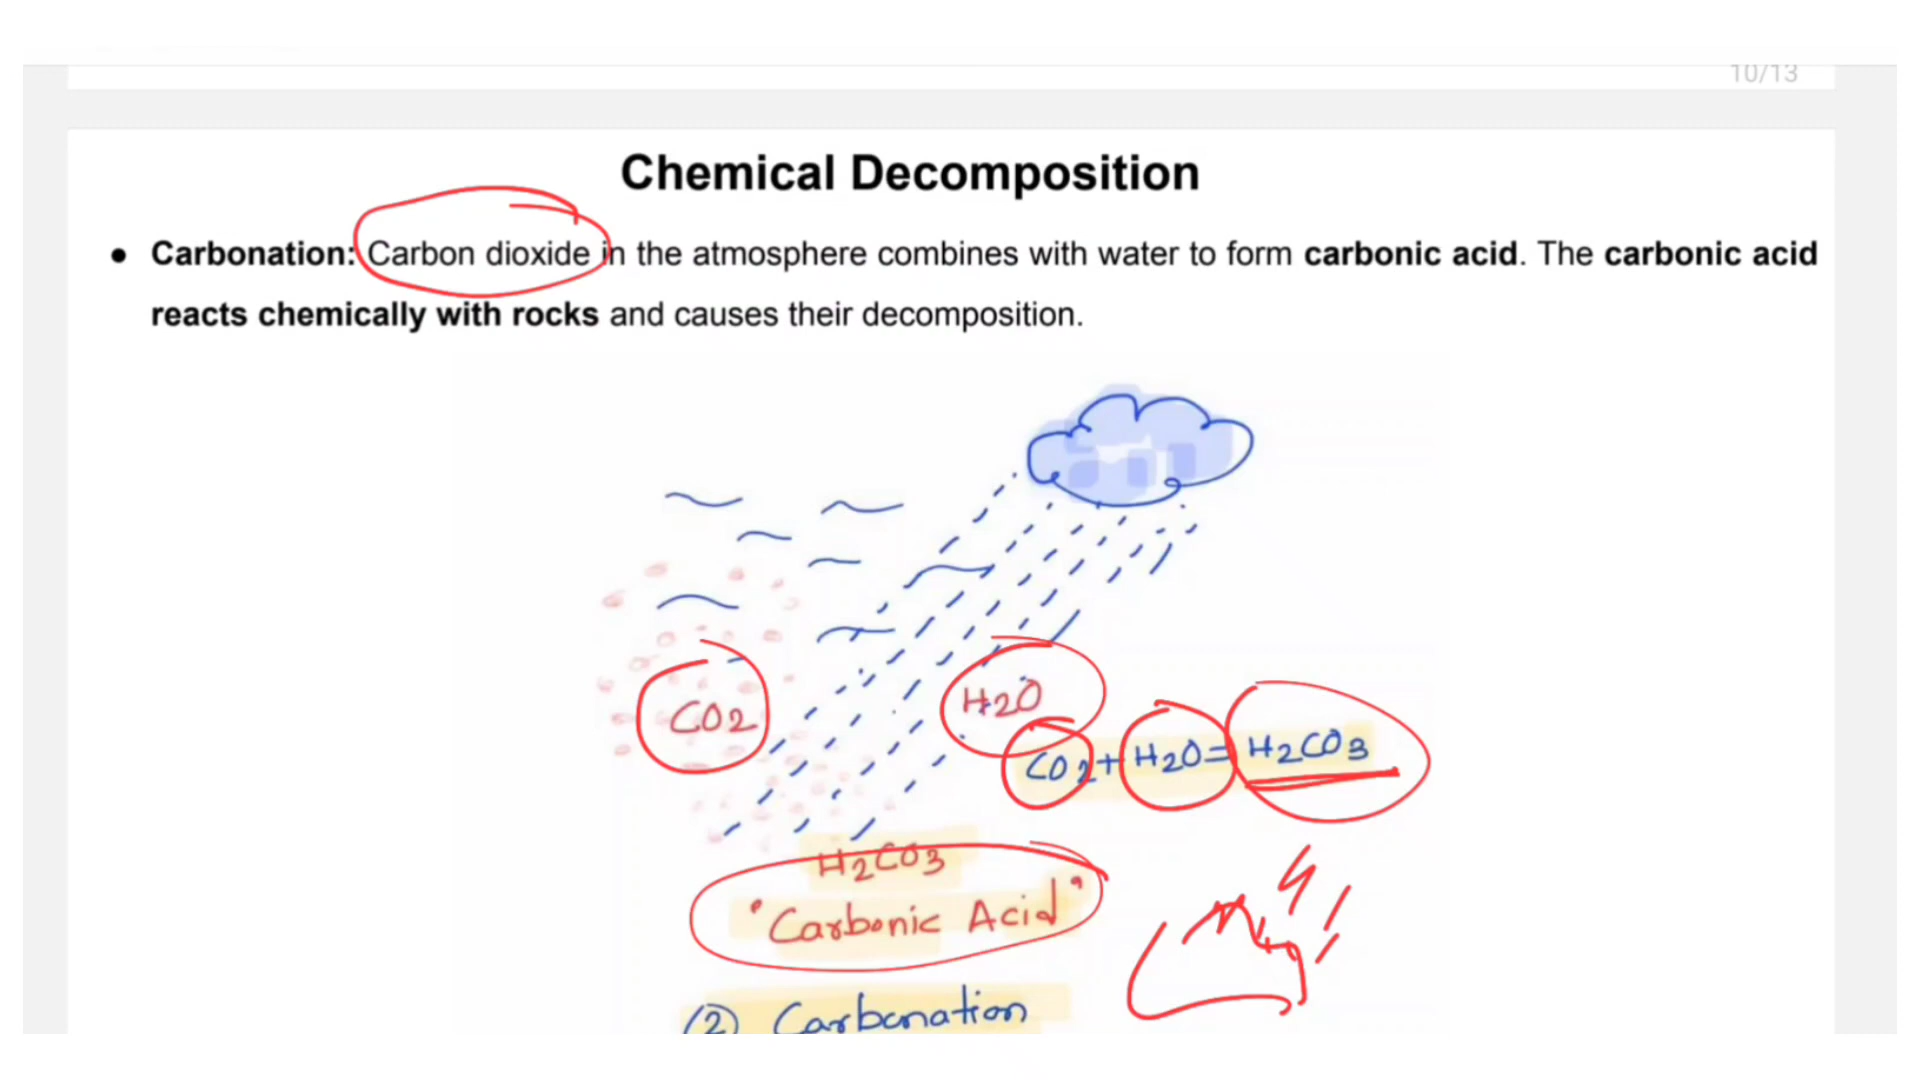 10/13
Chemical Decomposition
● Carbonation: Carbon dioxide in the atmosphere combines with water to form carbonic acid. The carbonic acid
reacts chemically with rocks and causes their decomposition.
CO2
H2O
CO2+H2O=H2CO3
H2CO3
"Carbonic Acid"
(2) Carbonation